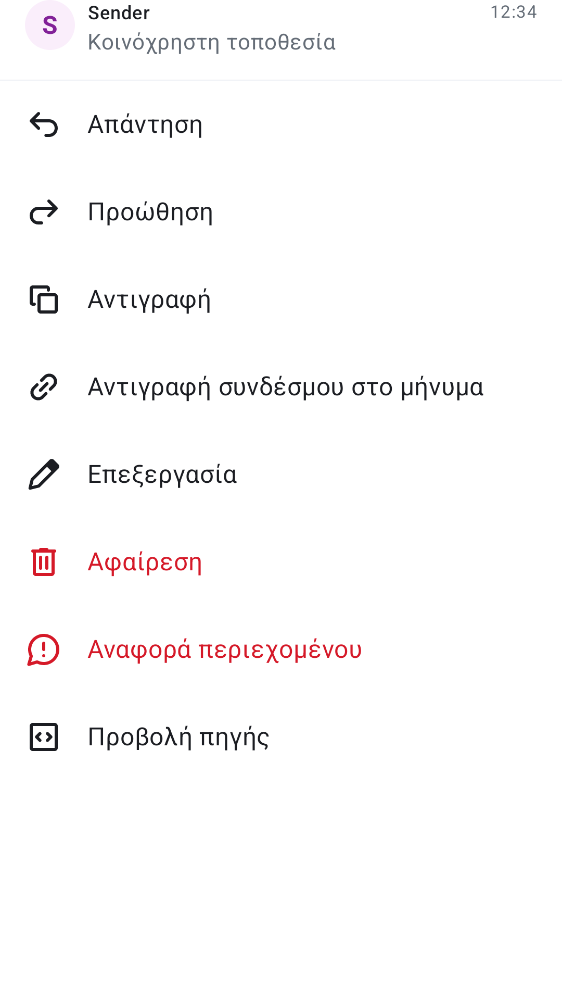 S
Sender
12:34
Κοινόχρηστη τοποθεσία
Απάντηση
Προώθηση
Αντιγραφή
Αντιγραφή συνδέσμου στο μήνυμα
Επεξεργασία
Αφαίρεση
Αναφορά περιεχομένου
Προβολή πηγής